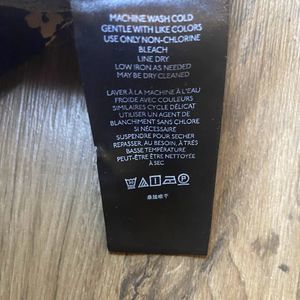 MACHINE WASH COLD
GENTLE WITH LIKE COLORS
USE ONLY NON-CHLORINE
BLEACH
LINE DRY
LOW IRON AS NEEDED
MAY BE DRY CLEANED
LAVER À LA MACHINE À L'EAU
FROIDE AVEC COULEURS
SIMILAIRES CYCLE DÉLICAT
UTILISER UN AGENT DE
BLANCHIMENT SANS CHLORE
SI NÉCESSAIRE
SUSPENDRE POUR SÉCHER
REPASSER, AU BESOIN, À TRÈS
BASSE TEMPÉRATURE
PEUT-ÊTRE ÊTRE NETTOYÉE
À SEC